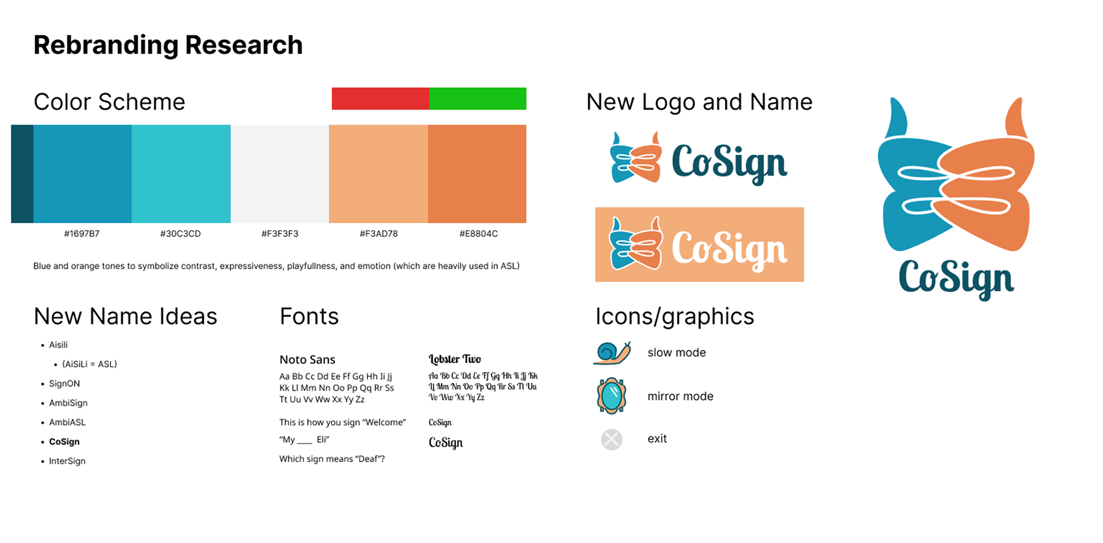 Rebranding Research
Color Scheme
#1697B7
#30C3CD
#F3F3F3
#F3AD78
#E8804C
Blue and orange tones to symbolize contrast, expressiveness, playfullness, and emotion (which are heavily used in ASL)
New Name Ideas
• Aisili
• (AiSiLi = ASL)
• SignON
• AmbiSign
• AmbiASL
• CoSign
• InterSign
Fonts
Noto Sans
Aa Bb Cc Dd Ee Ff Gg Hh Ii Jj
Kk Ll Mm Nn Oo Pp Qq Rr Ss
Tt Uu Vv Ww Xx Yy Zz
This is how you sign “Welcome”
“My ____ Eli”
Which sign means “Deaf”?
Lobster Two
Aa Bb Cc Dd Ee Ff Gg Hh Ii Jj Kk
Ll Mm Nn Oo Pp Qq Rr Ss Tt Uu
Vv Ww Xx Yy Zz
CoSign
CoSign
New Logo and Name
CoSign
CoSign
CoSign
Icons/graphics
slow mode
mirror mode
exit